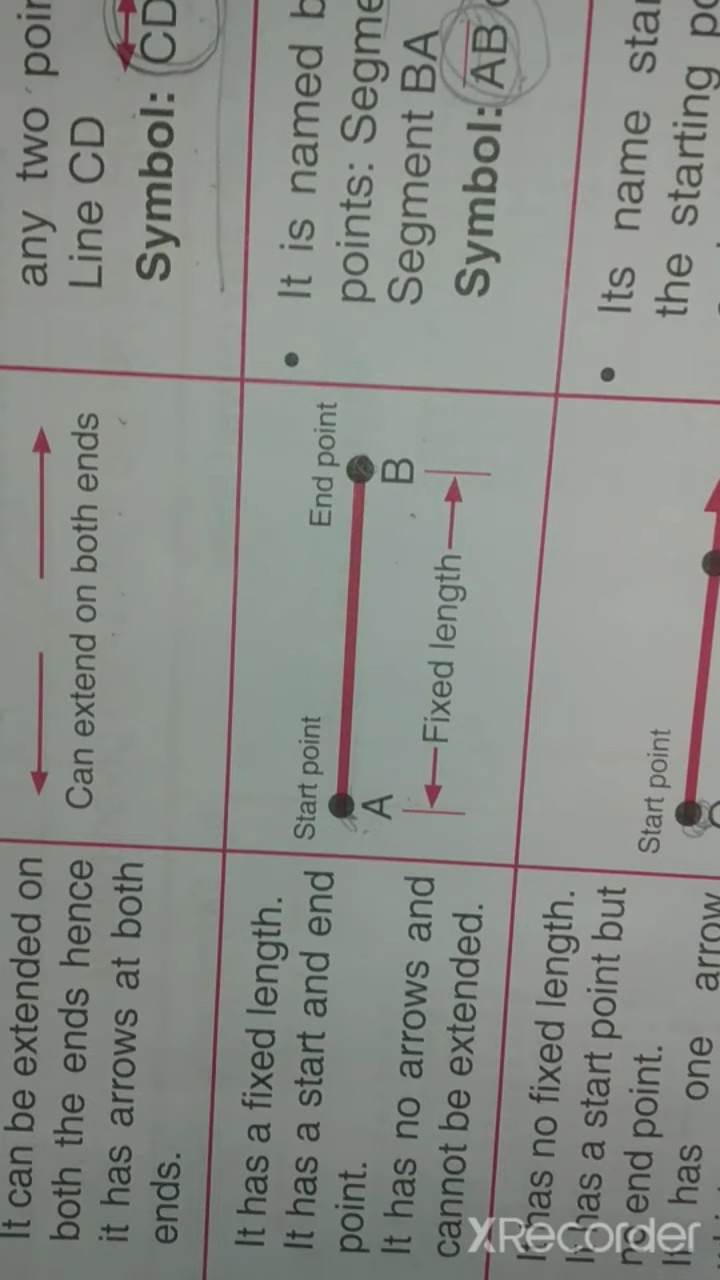 It can be extended on
both the ends hence
it has arrows at both
ends.
Can extend on both ends
any two
Line CD
Symbol: CD
It has a fixed length.
It has a start and end
point.
It has no arrows and
cannot be extended.
Start point
End point
A
B
Fixed length
It is named
points:
Segment BA
Symbol: AB
It has no fixed length.
It has a start point but
no end point.
has one arrow
Start point
Its name
the starting
XRecorder